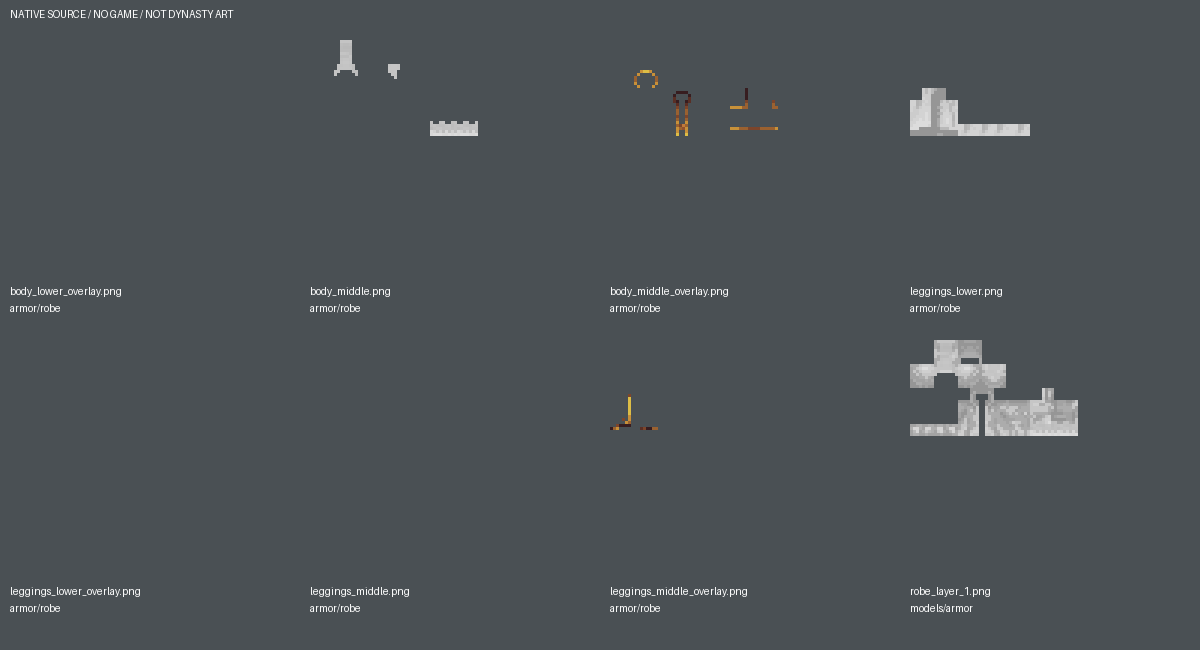 NATIVE SOURCE / NO GAME / NOT DYNASTY ART
body_lower_overlay.png
armor/robe
body_middle.png
armor/robe
body_middle_overlay.png
armor/robe
leggings_lower.png
armor/robe
leggings_lower_overlay.png
armor/robe
leggings_middle.png
armor/robe
leggings_middle_overlay.png
armor/robe
robe_layer_1.png
models/armor